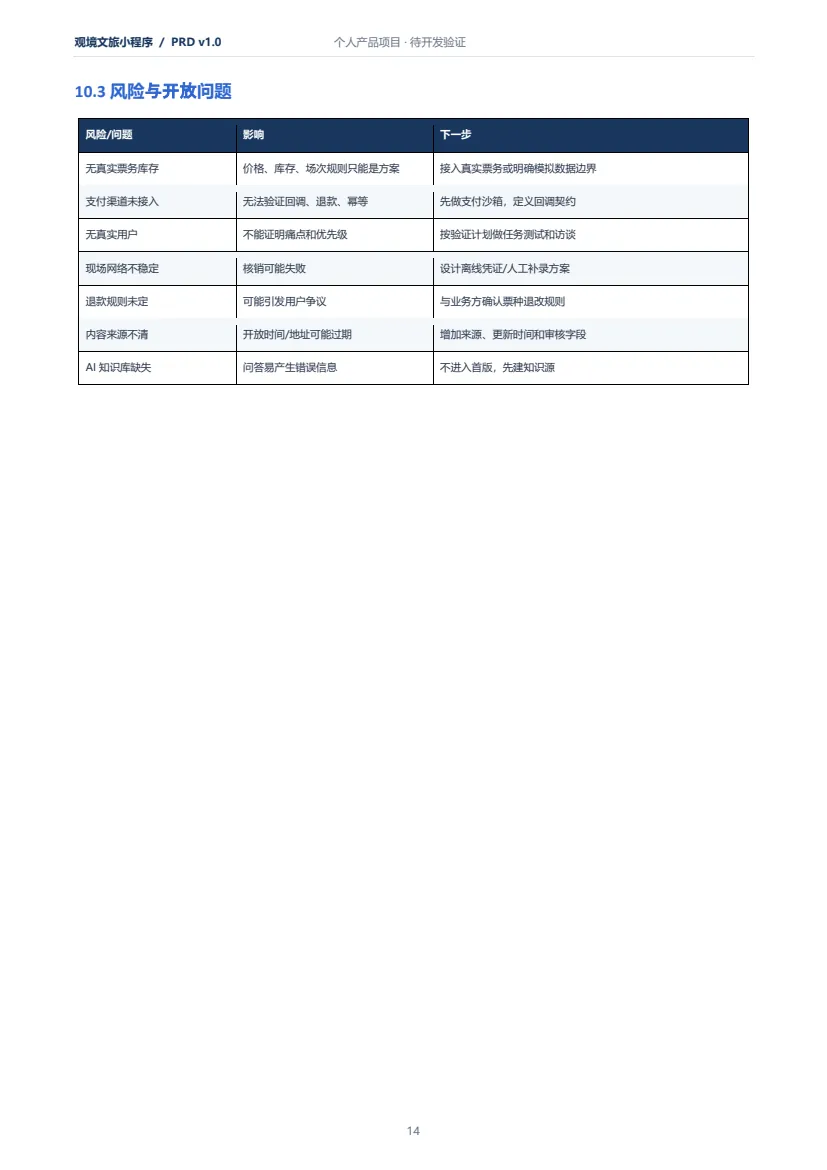 观境文旅小程序 / PRD v1.0 个人产品项目 · 待开发验证
10.3 风险与开放问题
风险/问题 影响 下一步
无真实票务库存 价格、库存、场次规则只能是方案 接入真实票务或明确模拟数据边界
支付渠道未接入 无法验证回调、退款、幂等 先做支付沙箱，定义回调契约
无真实用户 不能证明痛点和优先级 按验证计划做任务测试和访谈
现场网络不稳定 核销可能失败 设计离线凭证/人工补录方案
退款规则未定 可能引发用户争议 与业务方确认票种退改规则
内容来源不清 开放时间/地址可能过期 增加来源、更新时间和审核字段
AI 知识库缺失 问答易产生错误信息 不进入首版，先建知识源
14